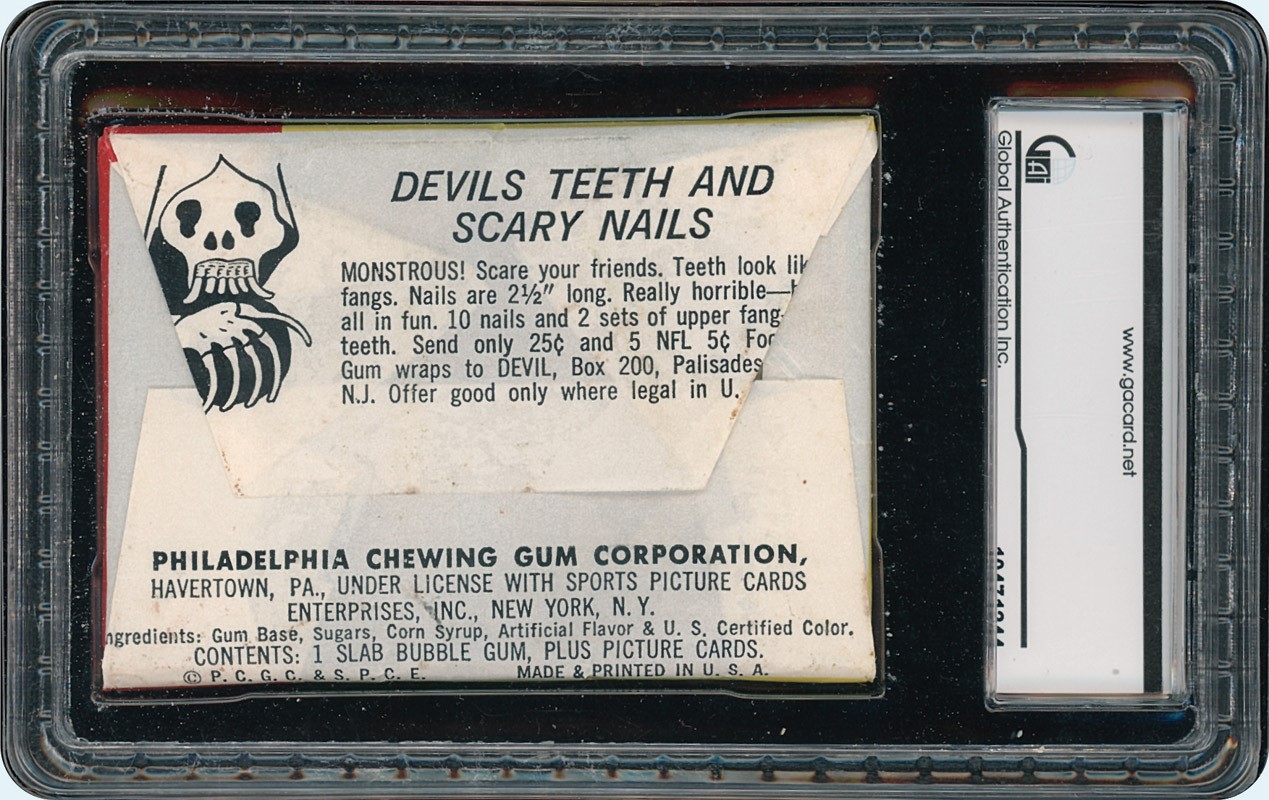 DEVILS TEETH AND
SCARY NAILS
MONSTROUS! Scare your friends. Teeth look lik
fangs. Nails are 2½" long. Really horrible—
all in fun. 10 nails and 2 sets of upper fang-
teeth. Send only 25¢ and 5 NFL 5¢ Foo
Gum wraps to DEVIL, Box 200, Palisades
N.J. Offer good only where legal in U.
PHILADELPHIA CHEWING GUM CORPORATION,
HAVERTOWN, PA., UNDER LICENSE WITH SPORTS PICTURE CARDS
ENTERPRISES, INC., NEW YORK, N.Y.
ngredients: Gum Base, Sugars, Corn Syrup, Artificial Flavor & U. S. Certified Color.
CONTENTS: 1 SLAB BUBBLE GUM, PLUS PICTURE CARDS.
© P. C. G. C. & S. P. C. E. MADE & PRINTED IN U. S. A.
GAI
Global Authentication Inc.
www.gacard.net